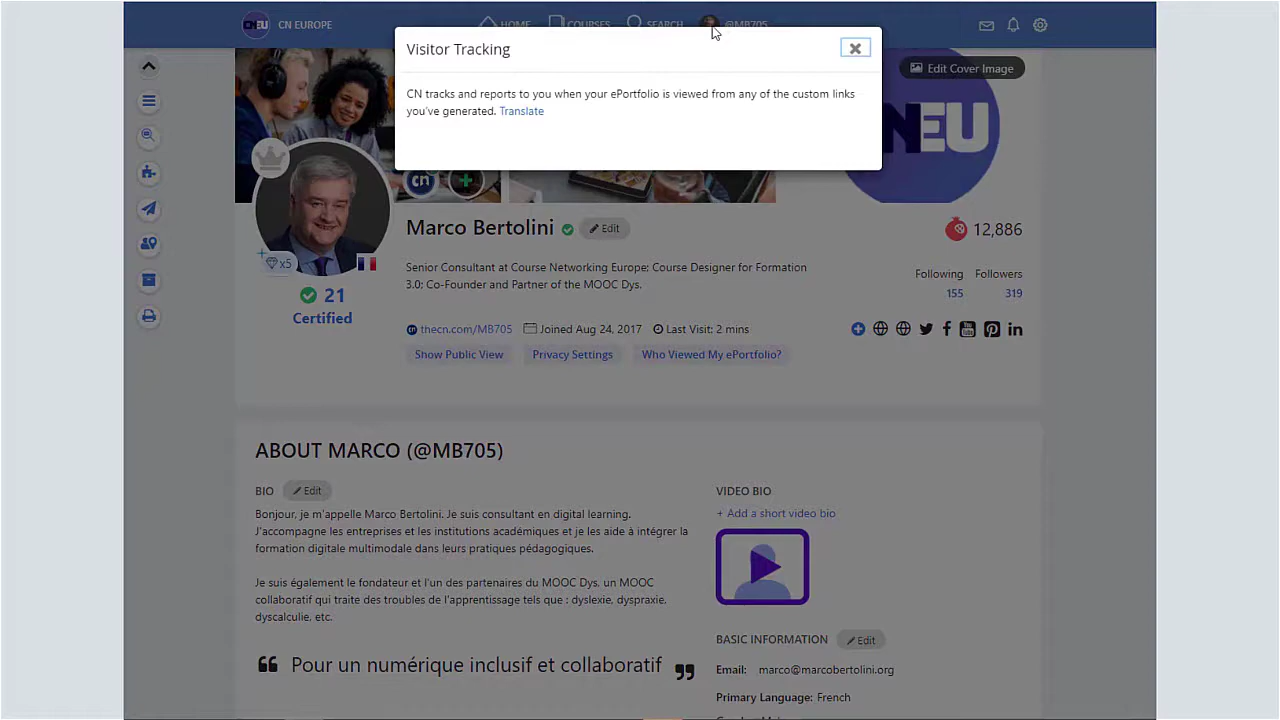 CN EUROPE
HOME
COURSES
SEARCH
@MB705
Visitor Tracking
CN tracks and reports to you when your ePortfolio is viewed from any of the custom links
you've generated. Translate
Edit Cover Image
NEU
cn
Marco Bertolini
Edit
12,886
Senior Consultant at Course Networking Europe; Course Designer for Formation
3.0; Co-Founder and Partner of the MOOC Dys.
x5
21
Certified
Following
Followers
155
319
thecn.com/MB705
Joined Aug 24, 2017
Last Visit: 2 mins
Show Public View
Privacy Settings
Who Viewed My ePortfolio?
ABOUT MARCO (@MB705)
BIO
Edit
Bonjour, je m'appelle Marco Bertolini. Je suis consultant en digital learning.
J'accompagne les entreprises et les institutions académiques et je les aide à intégrer la
formation digitale multimodale dans leurs pratiques pédagogiques.
Je suis également le fondateur et l'un des partenaires du MOOC Dys, un MOOC
collaboratif qui traite des troubles de l'apprentissage tels que : dyslexie, dyspraxie,
dyscalculie, etc.
❝ Pour un numérique inclusif et collaboratif ❞
VIDEO BIO
+ Add a short video bio
BASIC INFORMATION
Edit
Email: marco@marcobertolini.org
Primary Language: French